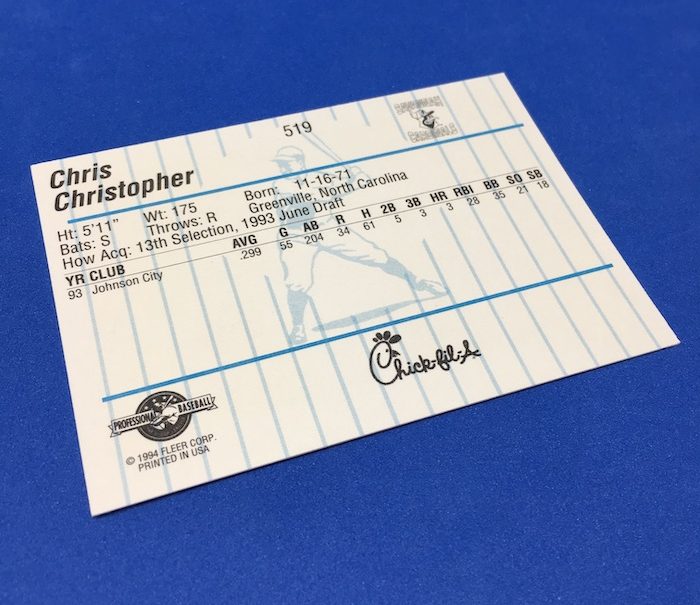 519
Chris
Christopher
Ht: 5'11" Wt: 175 Born: 11-16-71
Bats: S Throws: R Greenville, North Carolina
How Acq: 13th Selection, 1993 June Draft
YR CLUB AVG G AB R H 2B 3B HR RBI BB SO SB
93 Johnson City .299 55 204 34 61 5 3 3 28 35 21 18
Chick-fil-A
PROFESSIONAL BASEBALL
© 1994 FLEER CORP.
PRINTED IN USA